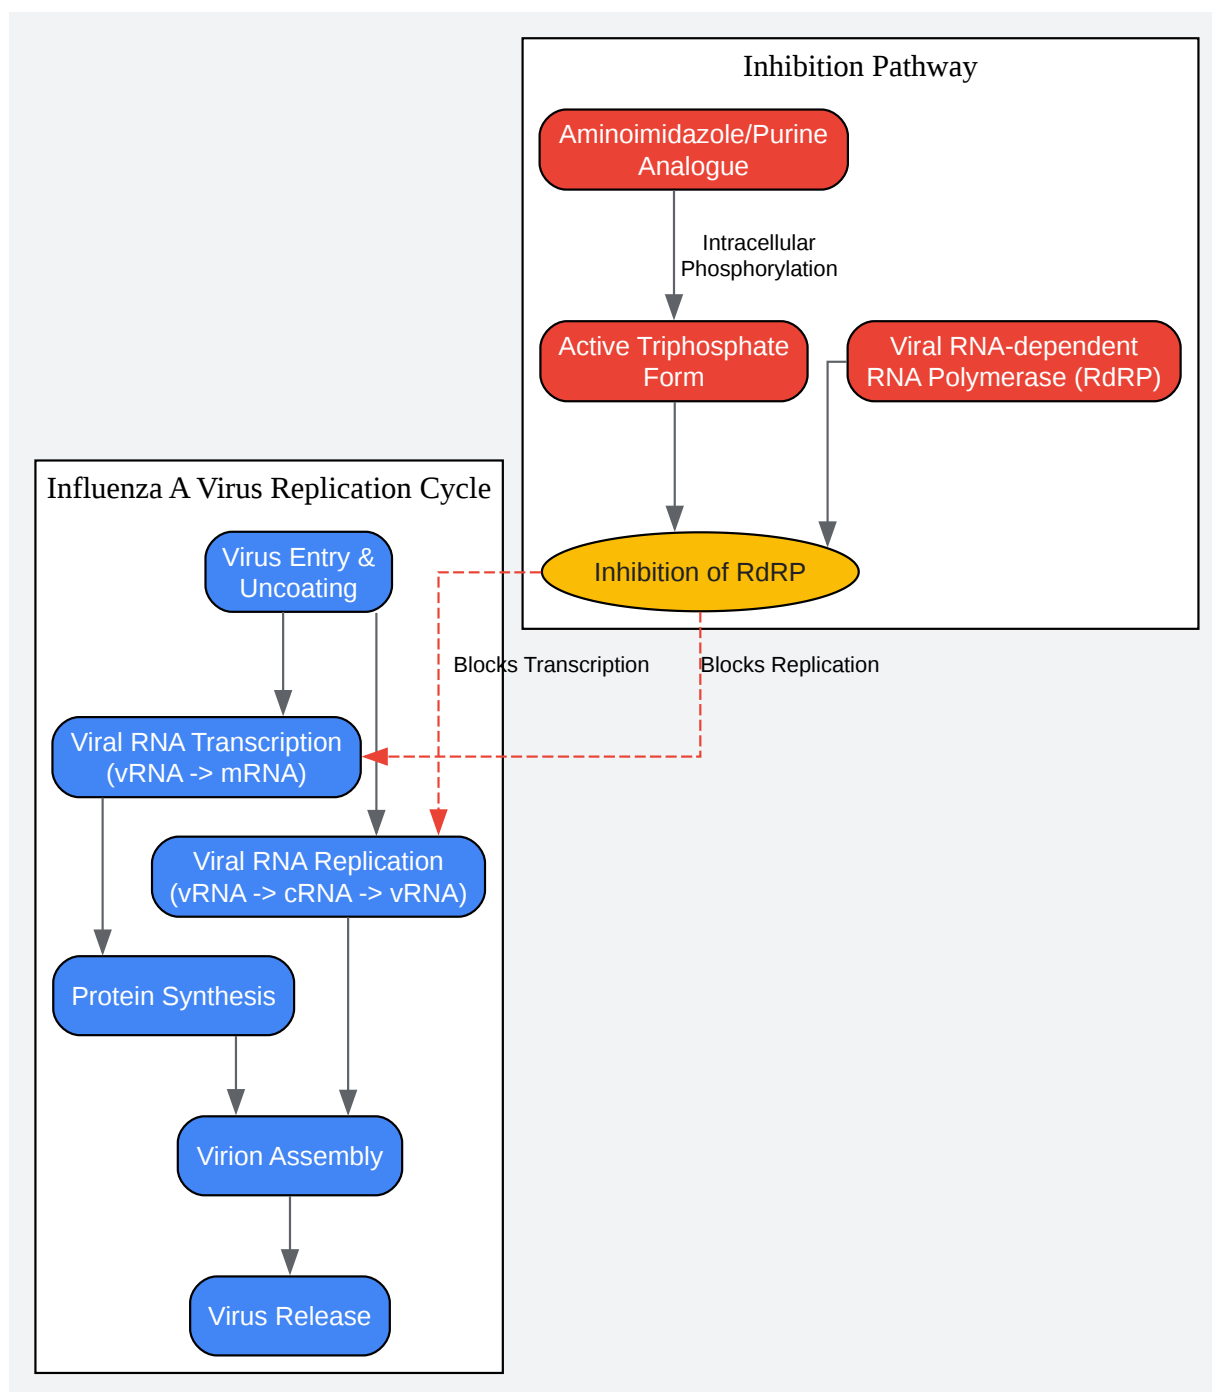 Inhibition Pathway
Aminoimidazole/Purine
Analogue
Intracellular
Phosphorylation
Active Triphosphate
Form
Viral RNA-dependent
RNA Polymerase (RdRP)
Inhibition of RdRP
Blocks Transcription
Blocks Replication
Influenza A Virus Replication Cycle
Virus Entry &
Uncoating
Viral RNA Transcription
(vRNA -> mRNA)
Viral RNA Replication
(vRNA -> cRNA -> vRNA)
Protein Synthesis
Virion Assembly
Virus Release